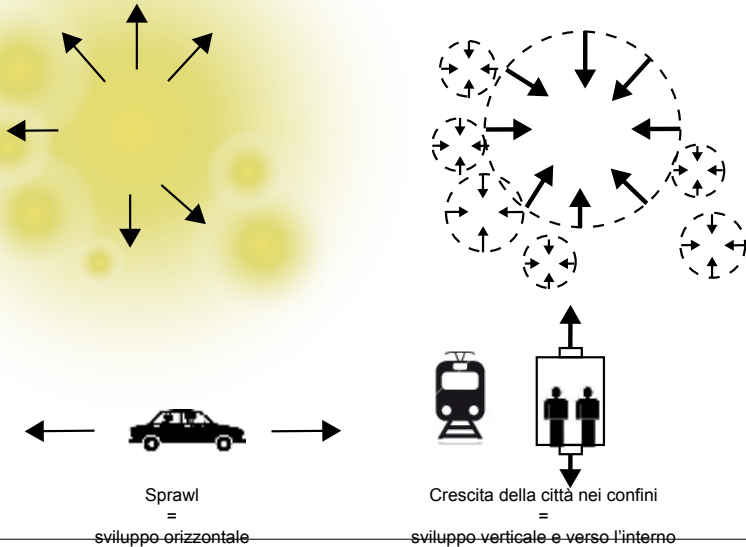 Sprawl
=
sviluppo orizzontale
Crescita della città nei confini
=
sviluppo verticale e verso l'interno